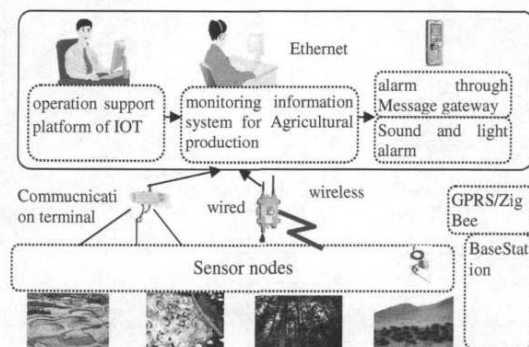 Ethernet
operation support
platform of IOT
monitoring information
system for Agricultural
production
alarm through
Message gateway
Sound and light
alarm
Commucnicati
on terminal
wired
wireless
GPRS/Zig
Bee
BaseStat
ion
Sensor nodes